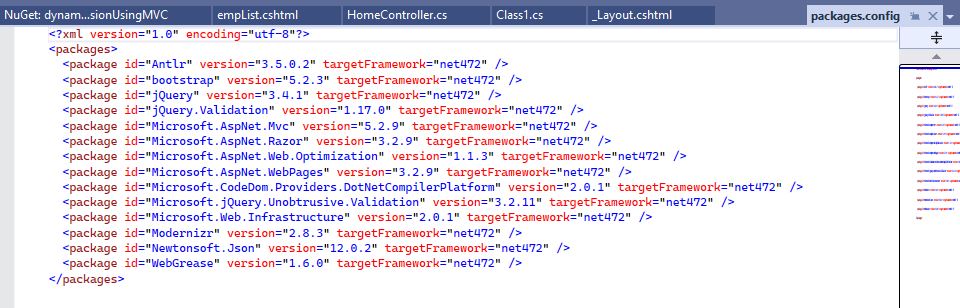 NuGet: dynam...sionUsingMVC empList.cshtml HomeController.cs Class1.cs _Layout.cshtml packages.config
<?xml version="1.0" encoding="utf-8"?>
<packages>
  <package id="Antlr" version="3.5.0.2" targetFramework="net472" />
  <package id="bootstrap" version="5.2.3" targetFramework="net472" />
  <package id="jQuery" version="3.4.1" targetFramework="net472" />
  <package id="jQuery.Validation" version="1.17.0" targetFramework="net472" />
  <package id="Microsoft.AspNet.Mvc" version="5.2.9" targetFramework="net472" />
  <package id="Microsoft.AspNet.Razor" version="3.2.9" targetFramework="net472" />
  <package id="Microsoft.AspNet.Web.Optimization" version="1.1.3" targetFramework="net472" />
  <package id="Microsoft.AspNet.WebPages" version="3.2.9" targetFramework="net472" />
  <package id="Microsoft.CodeDom.Providers.DotNetCompilerPlatform" version="2.0.1" targetFramework="net472" />
  <package id="Microsoft.jQuery.Unobtrusive.Validation" version="3.2.11" targetFramework="net472" />
  <package id="Microsoft.Web.Infrastructure" version="2.0.1" targetFramework="net472" />
  <package id="Modernizr" version="2.8.3" targetFramework="net472" />
  <package id="Newtonsoft.Json" version="12.0.2" targetFramework="net472" />
  <package id="WebGrease" version="1.6.0" targetFramework="net472" />
</packages>